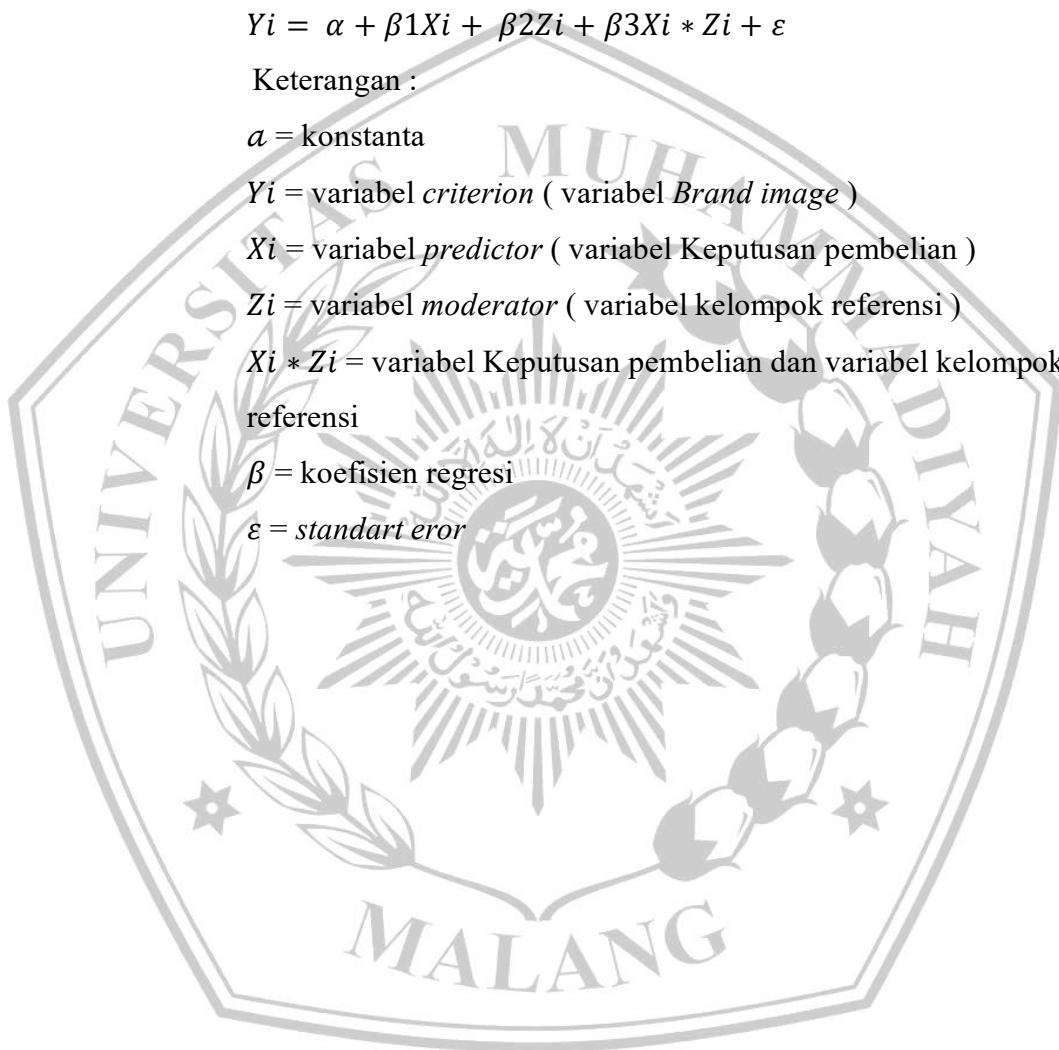 𝑌𝑖 = 𝛼 + 𝛽1𝑋𝑖 + 𝛽2𝑍𝑖 + 𝛽3𝑋𝑖 ∗ 𝑍𝑖 + 𝜀
Keterangan :
𝑎 = konstanta
𝑌𝑖 = variabel criterion ( variabel Brand image )
𝑋𝑖 = variabel predictor ( variabel Keputusan pembelian )
𝑍𝑖 = variabel moderator ( variabel kelompok referensi )
𝑋𝑖 ∗ 𝑍𝑖 = variabel Keputusan pembelian dan variabel kelompok
referensi
𝛽 = koefisien regresi
ε = standart eror
UNIVERSITAS MUHAMMADIYAH
MALANG